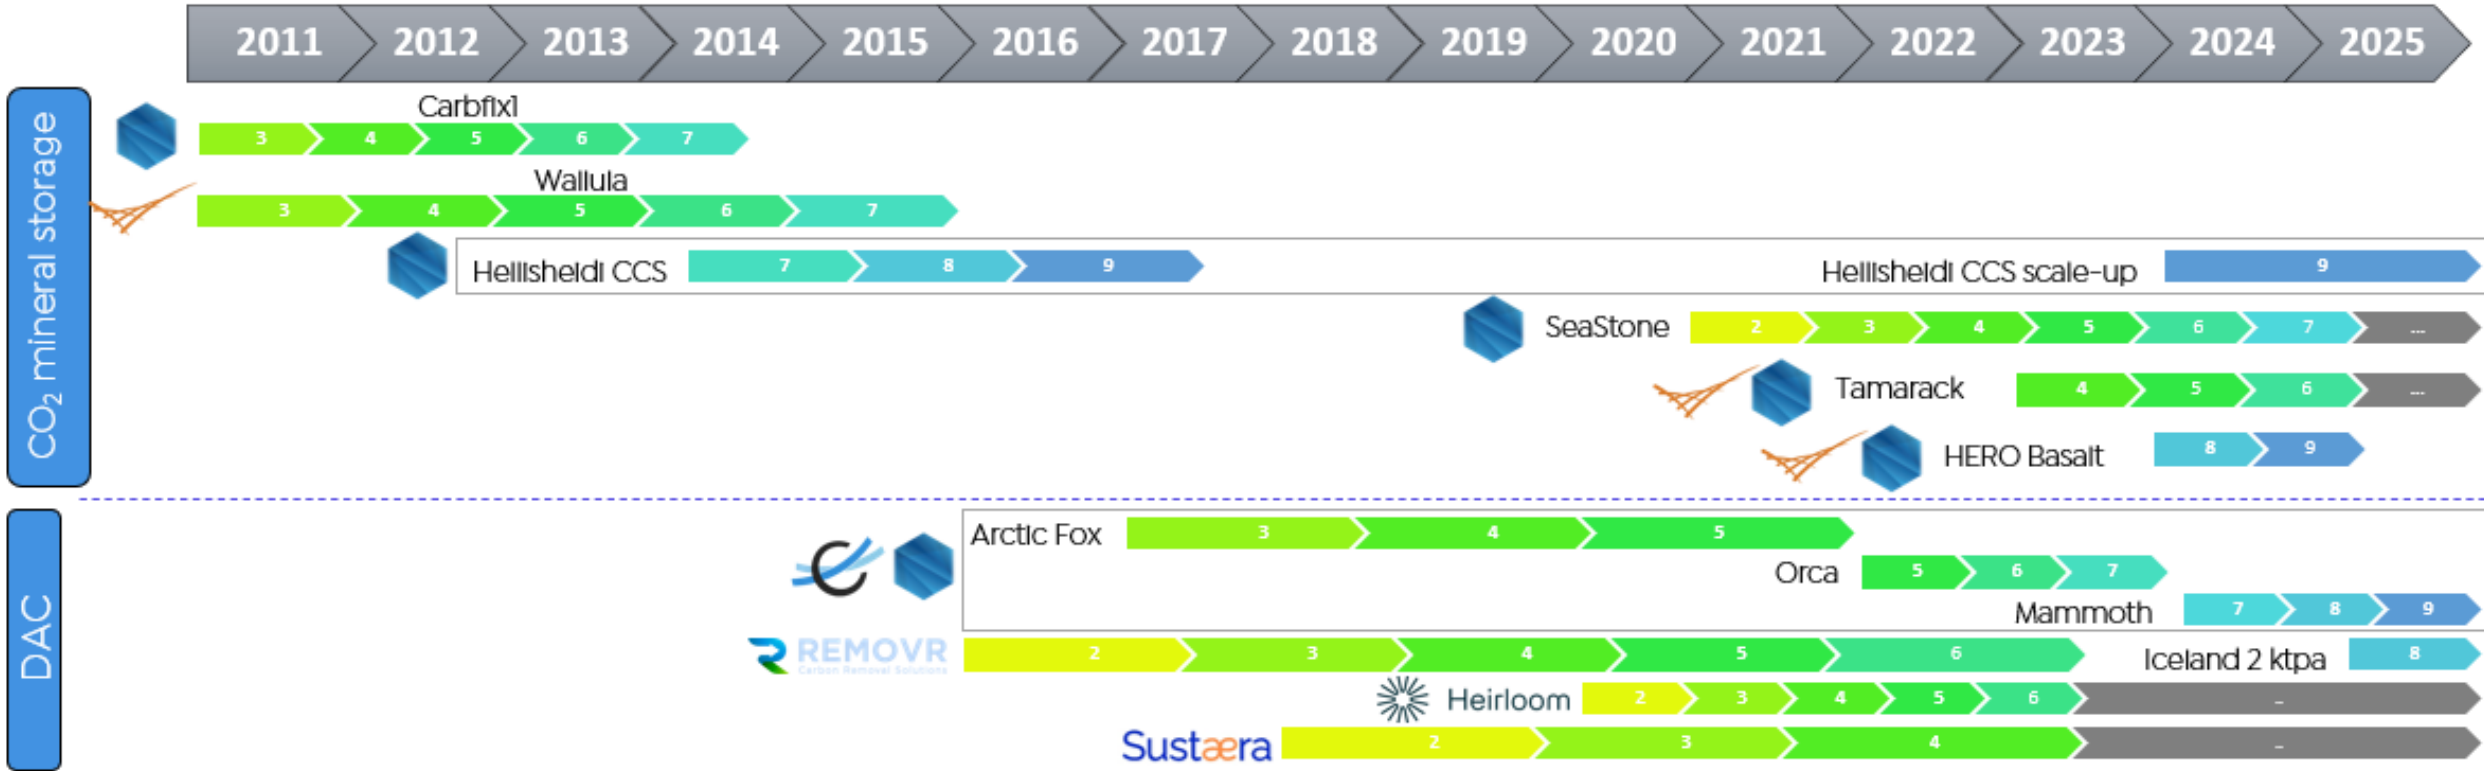 2011 2012 2013 2014 2015 2016 2017 2018 2019 2020 2021 2022 2023 2024 2025
CO₂ mineral storage
Carbfix1
3 4 5 6 7
Wallula
3 4 5 6 7
Hellisheidi CCS 7 8 9 Hellisheidi CCS scale-up 9
SeaStone 2 3 4 5 6 7 ...
Tamarack 4 5 6 ...
HERO Basalt 8 9
DAC
Arctic Fox 3 4 5
Orca 5 6 7
Mammoth 7 8 9
REMOVR 2 3 4 5 6 Iceland 2 ktpa 8
Carbon Removal Solutions
Heirloom 2 3 4 5 6 ..
Sustæra 2 3 4 ..